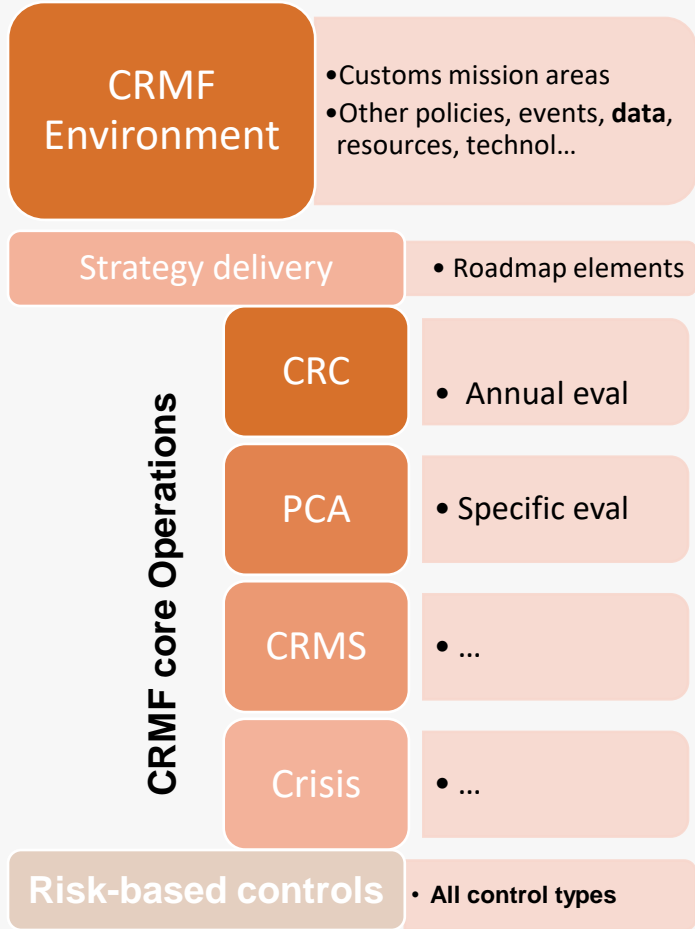 CRMF
Environment
•Customs mission areas
•Other policies, events, data,
resources, technol...
Strategy delivery
• Roadmap elements
CRMF core Operations
CRC
• Annual eval
PCA
• Specific eval
CRMS
• ...
Crisis
• ...
Risk-based controls
• All control types